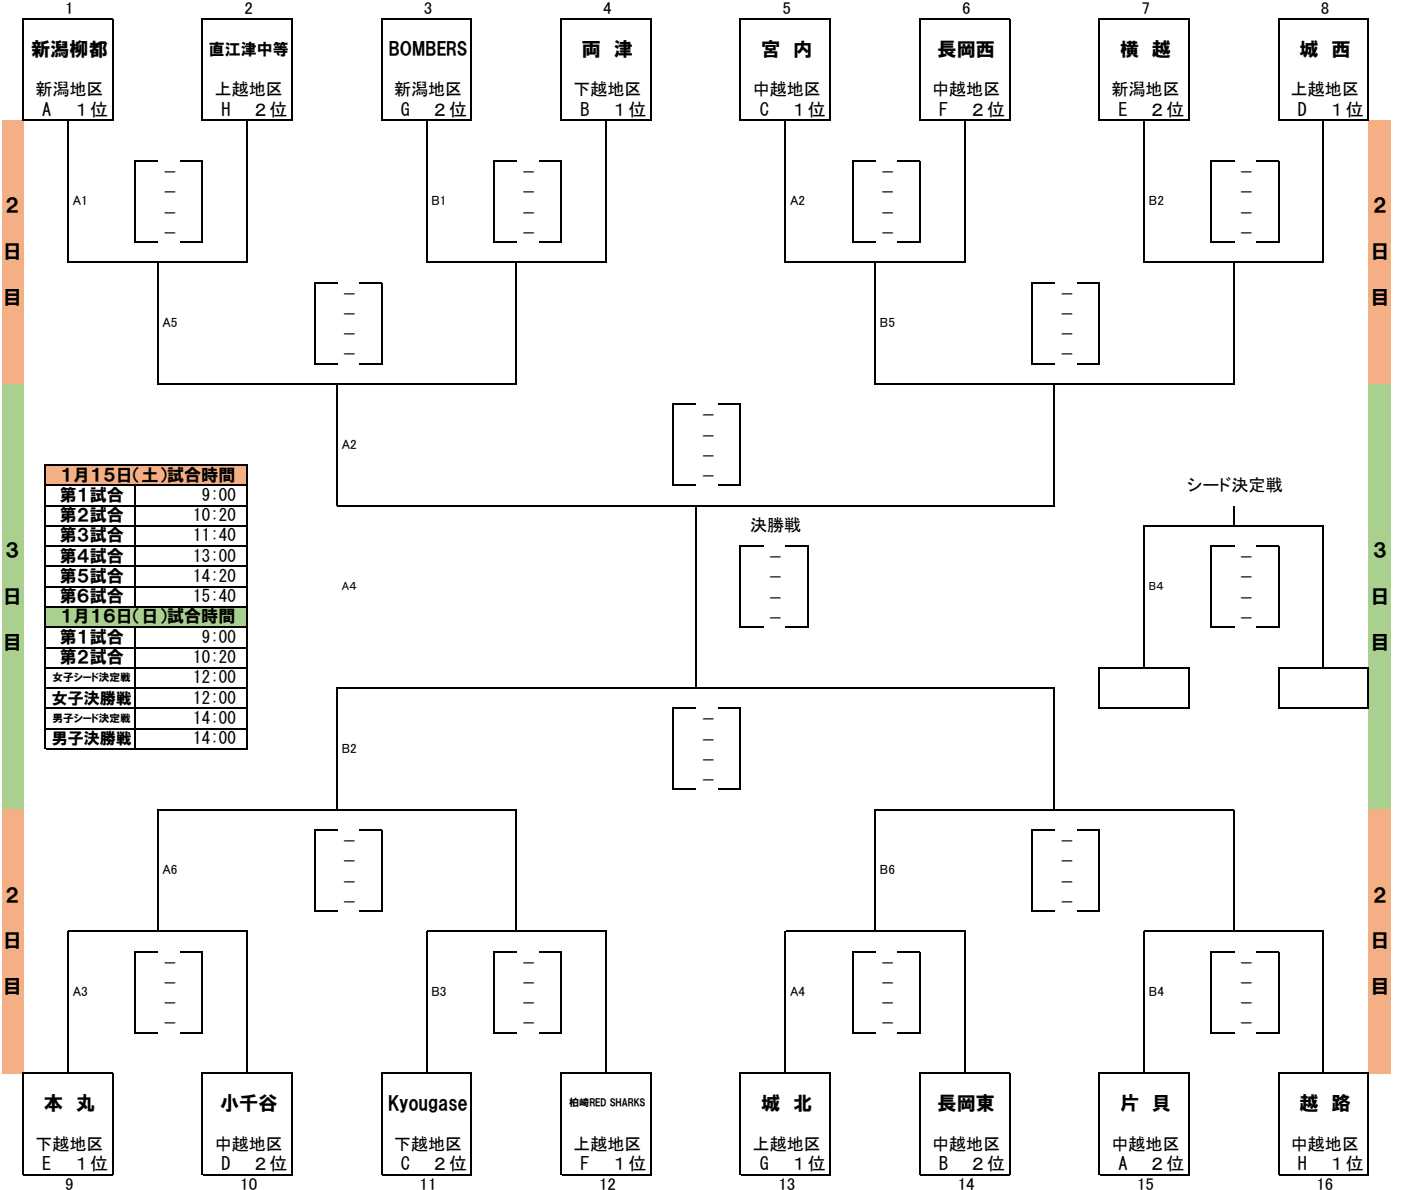 1 2 3 4 5 6 7 8
新潟柳都 直江津中等 BOMBERS 両 津 宮 内 長岡西 横 越 城 西
新潟地区 上越地区 新潟地区 下越地区 中越地区 中越地区 新潟地区 上越地区
A 1位 H 2位 G 2位 B 1位 C 1位 F 2位 E 2位 D 1位
2日目 2日目
A1 B1 A2 B2
－ － － －
－ － － －
－ － － －
－ － － －
A5 B5
－ －
－ －
－ －
－ －
A2
－
－
－
－
3日目 3日目
1月15日(土)試合時間
第1試合 9:00
第2試合 10:20
第3試合 11:40
第4試合 13:00
第5試合 14:20
第6試合 15:40
1月16日(日)試合時間
第1試合 9:00
第2試合 10:20
女子シード決定戦 12:00
女子決勝戦 12:00
男子シード決定戦 14:00
男子決勝戦 14:00
シード決定戦
決勝戦
A4 B4
－ －
－ －
－ －
－ －
B2
－
－
－
－
A6 B6
－ －
－ －
－ －
－ －
2日目 2日目
A3 B3 A4 B4
－ － － －
－ － － －
－ － － －
－ － － －
本 丸 小千谷 Kyougase 柏崎RED SHARKS 城 北 長岡東 片 貝 越 路
下越地区 中越地区 下越地区 上越地区 上越地区 中越地区 中越地区 中越地区
E 1位 D 2位 C 2位 F 1位 G 1位 B 2位 A 2位 H 1位
9 10 11 12 13 14 15 16